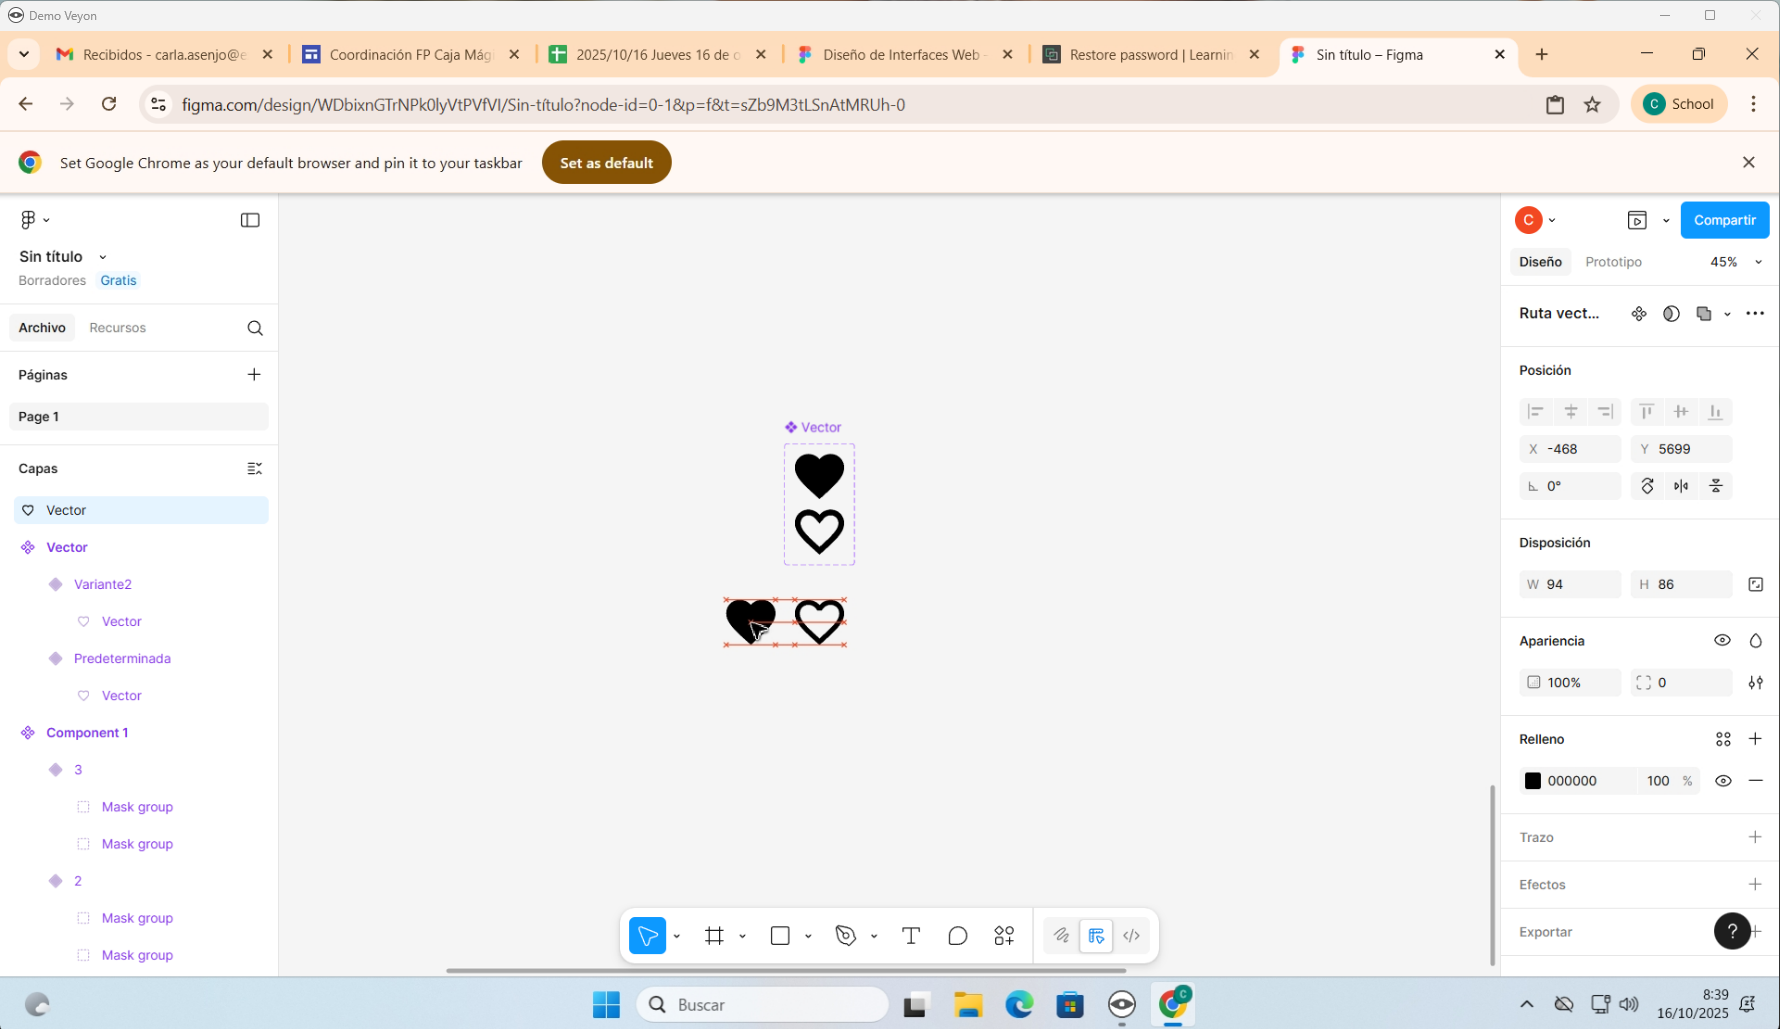 Demo Veyon
Recibidos - carla.asenjo@e
Coordinación FP Caja Mág
2025/10/16 Jueves 16 de o
Diseño de Interfaces Web -
Restore password | Learnin
Sin título – Figma
figma.com/design/WDbixnGTrNPk0lyVtPVfVI/Sin-título?node-id=0-1&p=f&t=sZb9M3tLSnAtMRUh-0
C School
Set Google Chrome as your default browser and pin it to your taskbar
Set as default
Sin título
Borradores Gratis
Archivo Recursos
Páginas
Page 1
Capas
Vector
Vector
Variante2
Vector
Predeterminada
Vector
Component 1
3
Mask group
Mask group
2
Mask group
Mask group
Vector
C
Compartir
Diseño Prototipo 45%
Ruta vect...
Posición
X -468 Y 5699
0°
Disposición
W 94 H 86
Apariencia
100% 0
Relleno
000000 100 %
Trazo
Efectos
Exportar
?
Buscar
C
8:39
16/10/2025